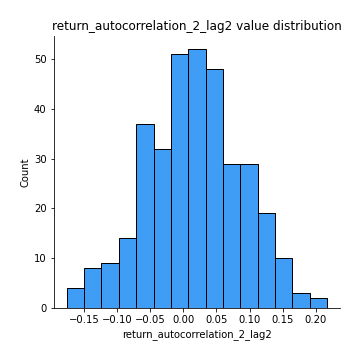 return_autocorrelation_2_lag2 value distribution
50
40
30
20
10
0
Count
−0.15 −0.10 −0.05 0.00 0.05 0.10 0.15 0.20
return_autocorrelation_2_lag2